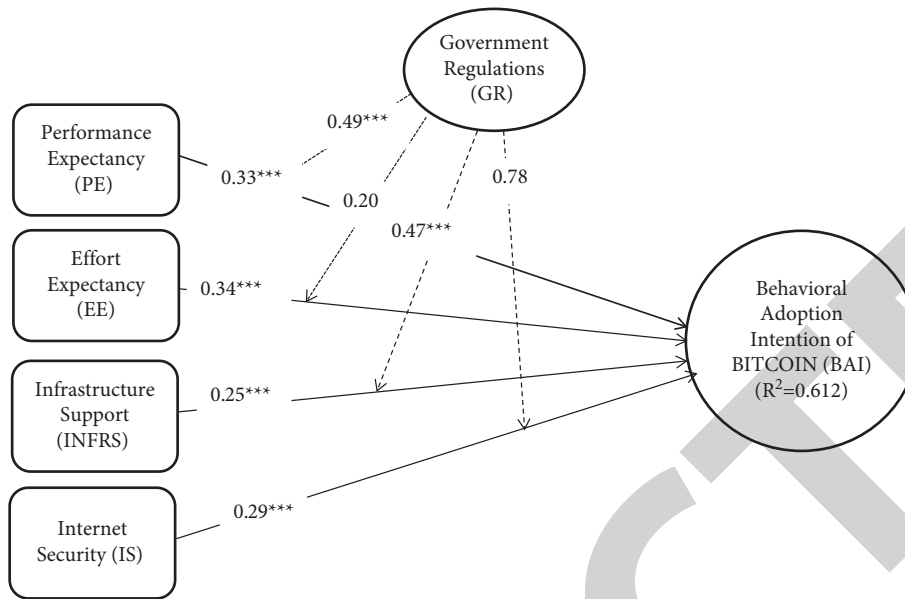 Government
Regulations
(GR)
Performance
Expectancy
(PE)
0.49***
0.33***
0.78
0.20
0.47***
Effort
Expectancy
(EE)
0.34***
Behavioral
Adoption
Intention of
BITCOIN (BAI)
(R²=0.612)
Infrastructure
Support
(INFRS)
0.25***
Internet
Security (IS)
0.29***